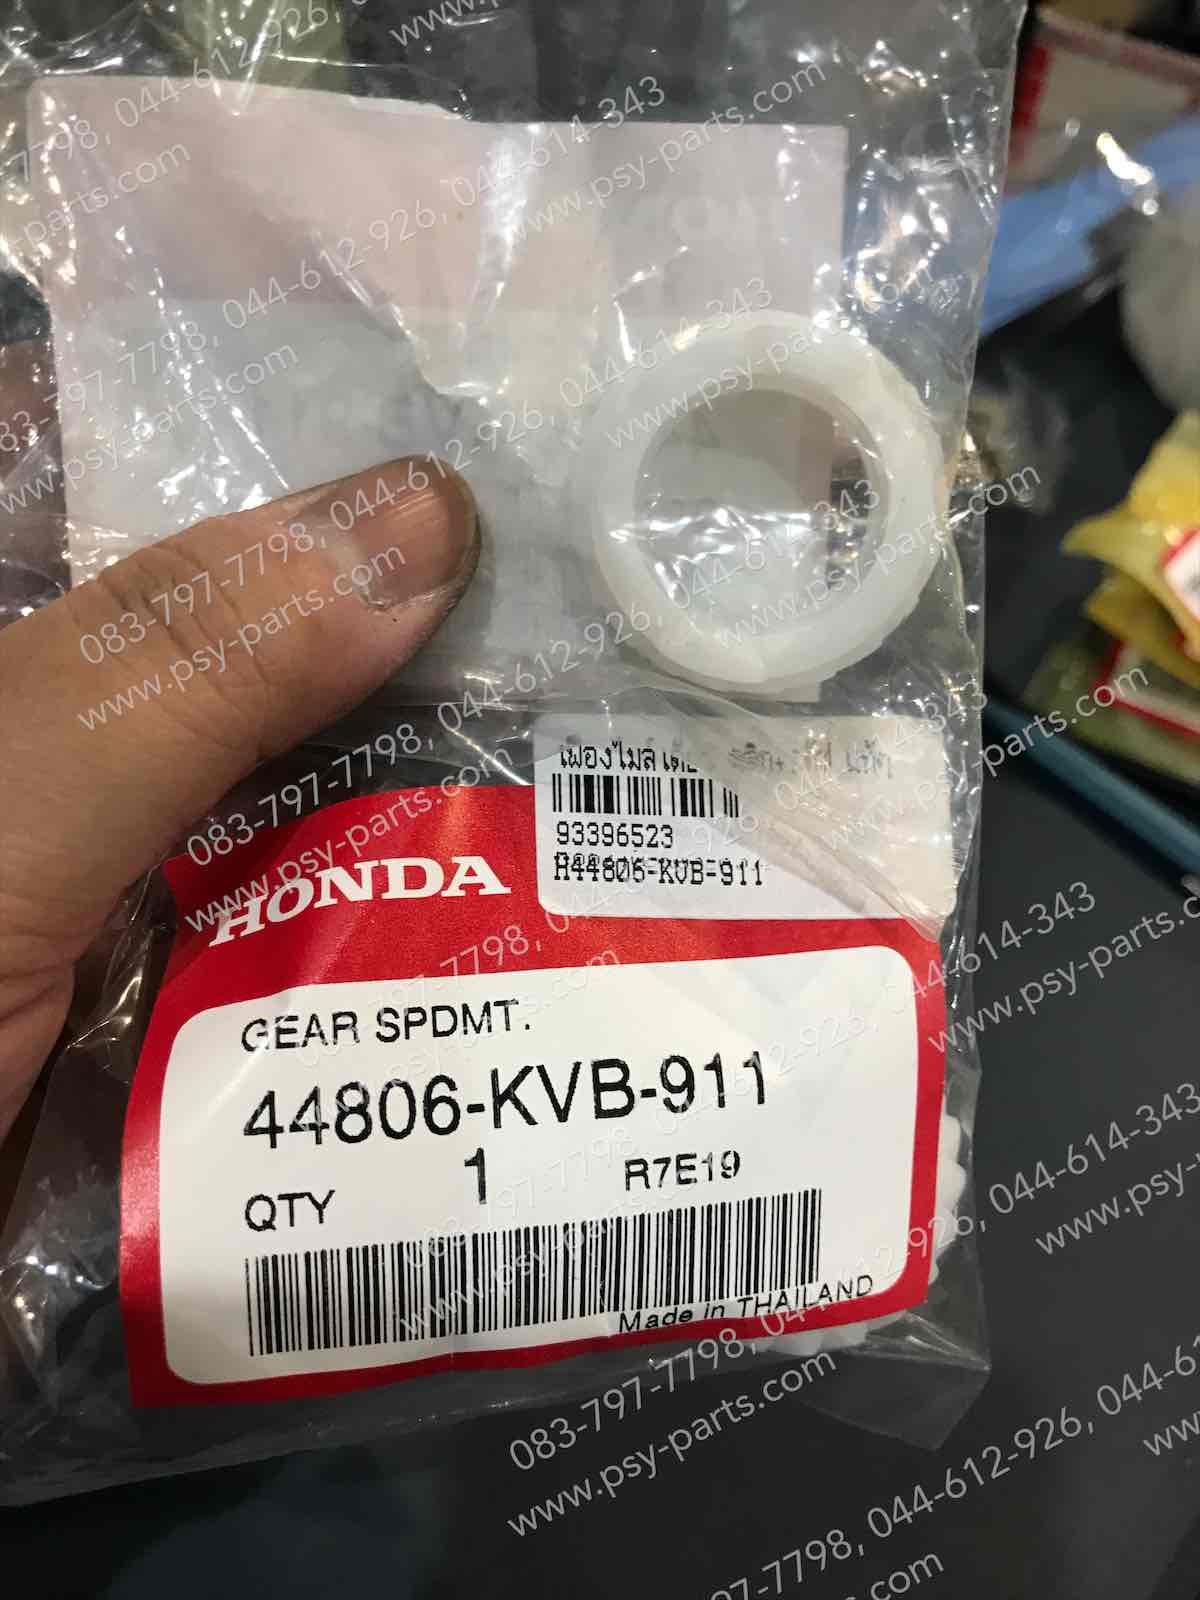 เฟืองไมล์
93396523
A44806-KVB-911
HONDA
GEAR SPDMT.
44806-KVB-911
QTY 1 R7E19
Made in THAILAND
083-797-7798, 044-612-926, 044-614-343
www.psy-parts.com